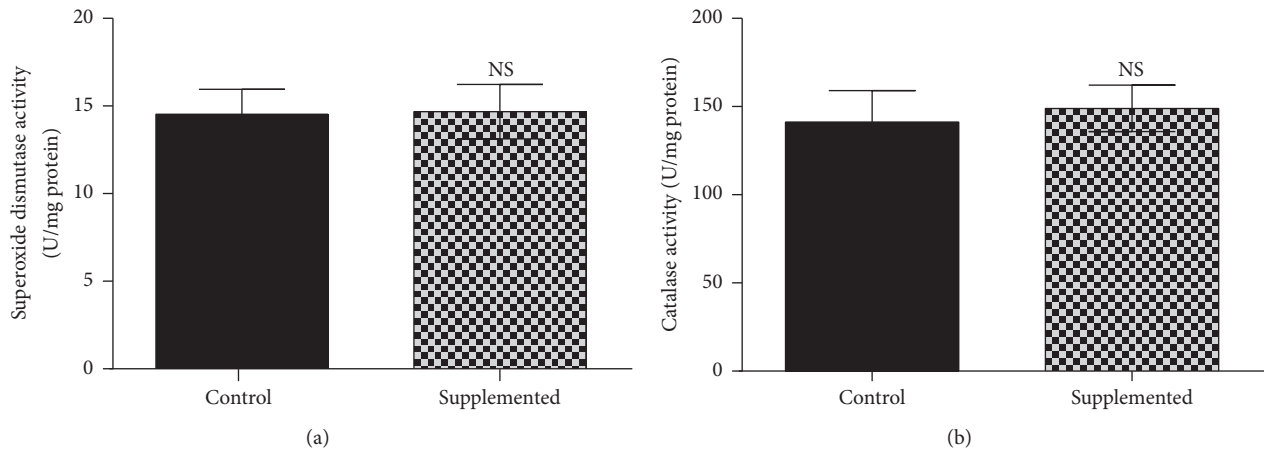 Superoxide dismutase activity
(U/mg protein)
20
15
10
5
0
NS
Control
Supplemented
(a)
Catalase activity (U/mg protein)
200
150
100
50
0
NS
Control
Supplemented
(b)